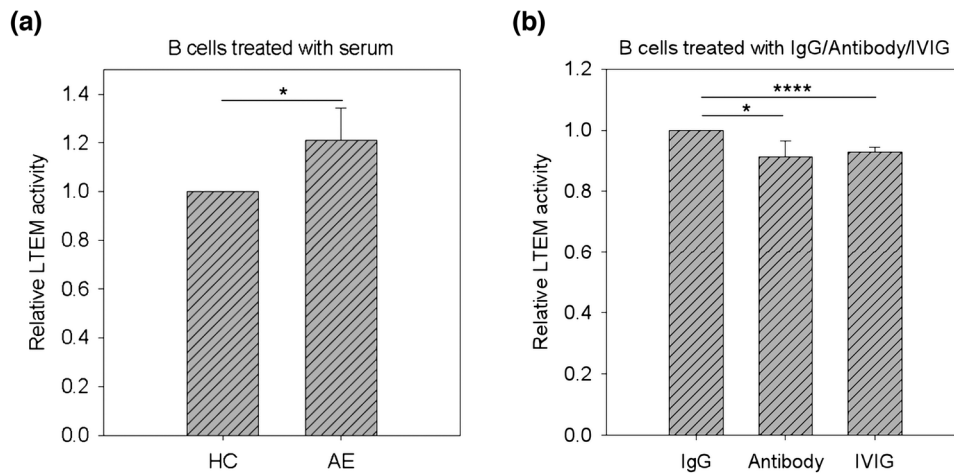 (a)
B cells treated with serum
*
Relative LTEM activity
1.4
1.2
1.0
0.8
0.6
0.4
0.2
0.0
HC AE
(b)
B cells treated with IgG/Antibody/IVIG
****
*
Relative LTEM activity
1.2
1.0
0.8
0.6
0.4
0.2
0.0
IgG Antibody IVIG